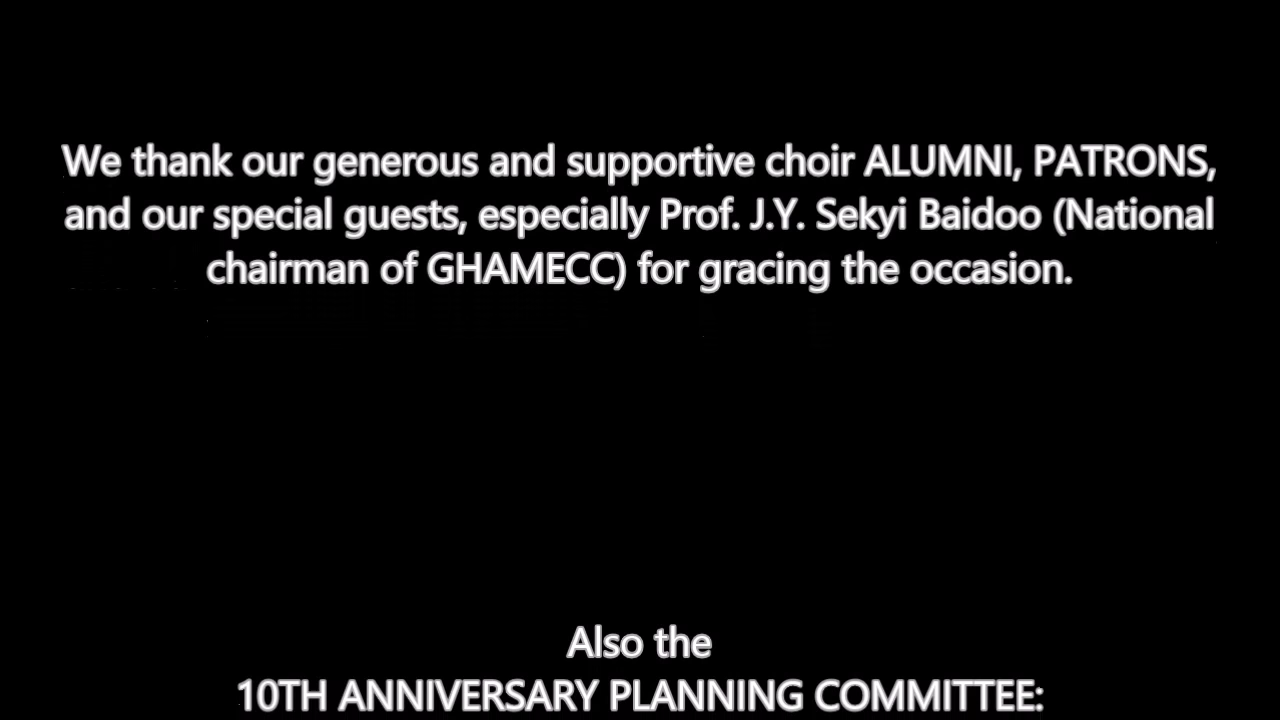 We thank our generous and supportive choir ALUMNI, PATRONS,
and our special guests, especially Prof. J.Y. Sekyi Baidoo (National
chairman of GHAMECC) for gracing the occasion.
Also the
10TH ANNIVERSARY PLANNING COMMITTEE: